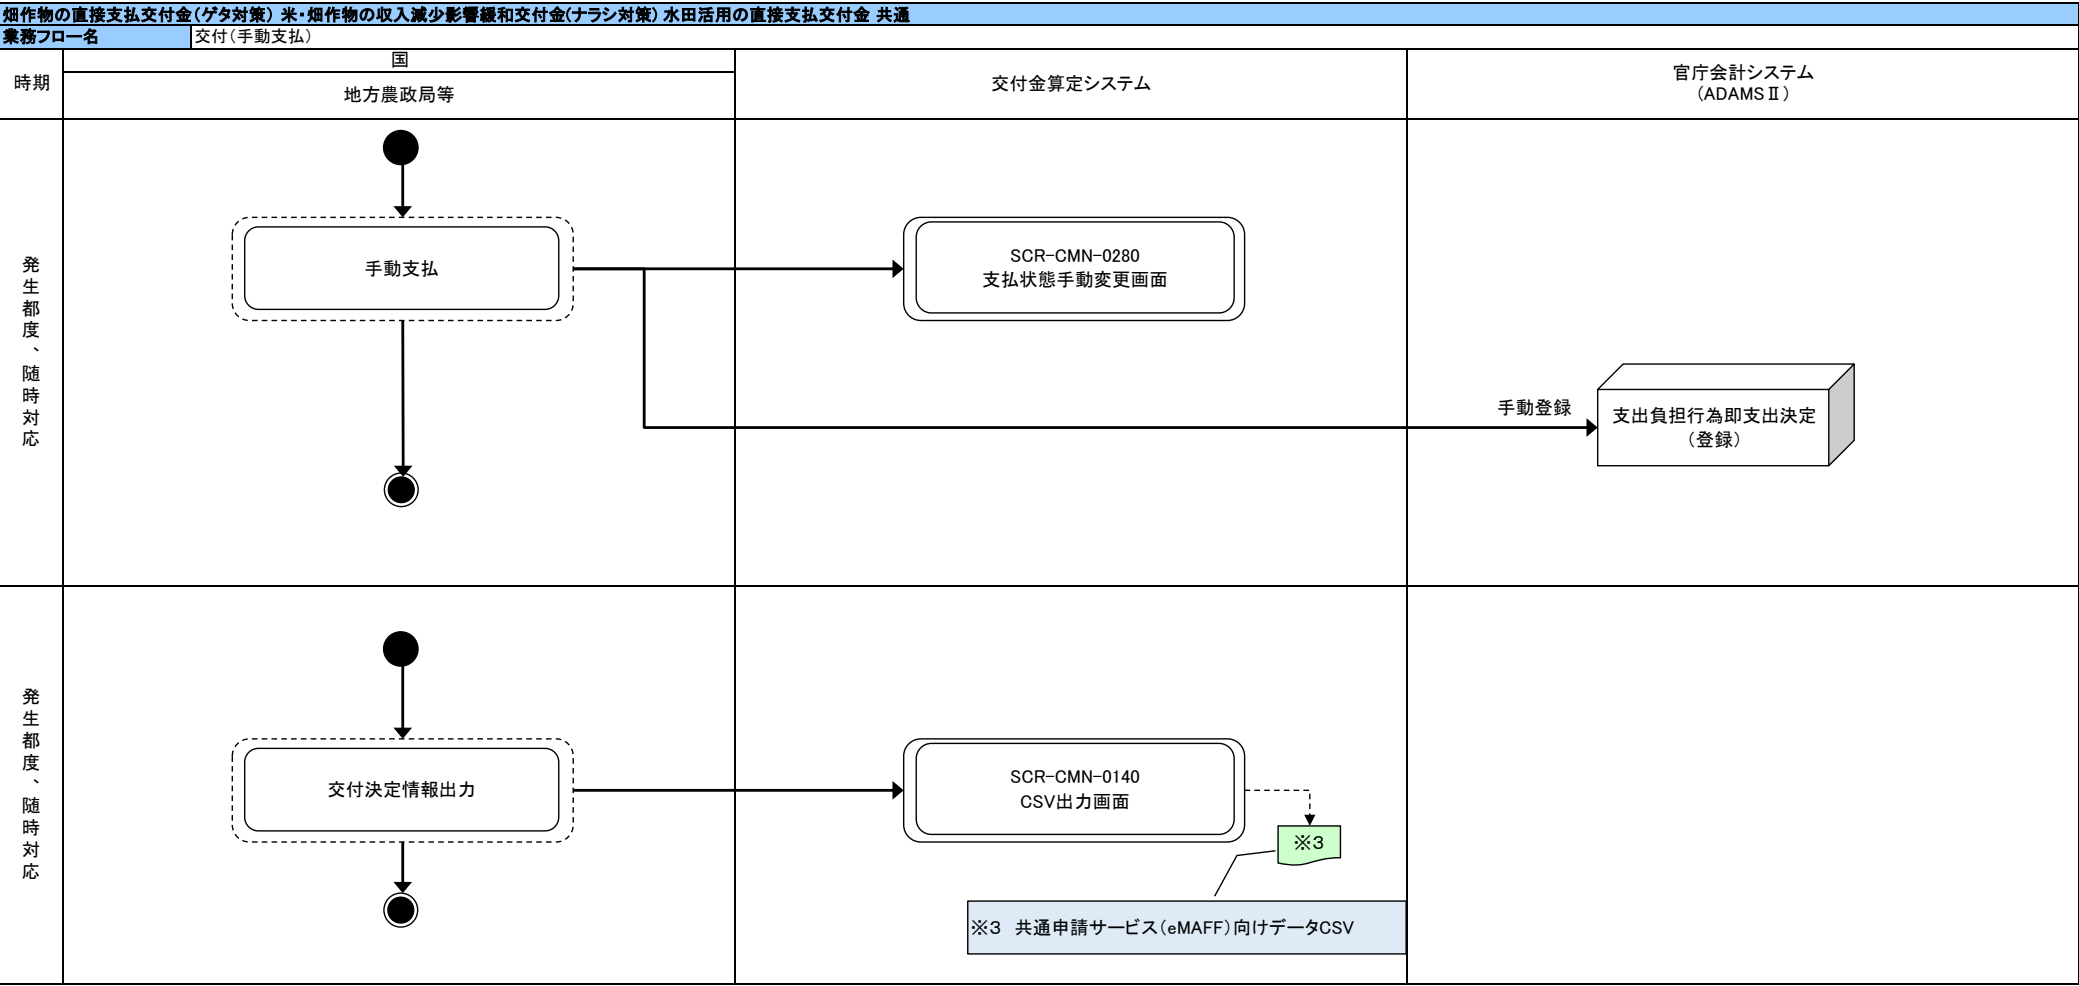 畑作物の直接支払交付金（ゲタ対策） 米・畑作物の収入減少影響緩和交付金(ナラシ対策) 水田活用の直接支払交付金 共通
業務フロー名
交付（手動支払）
時期
国
地方農政局等
交付金算定システム
官庁会計システム
（ADAMSⅡ）
発生都度、随時対応
手動支払
SCR-CMN-0280
支払状態手動変更画面
手動登録
支出負担行為即支出決定
（登録）
発生都度、随時対応
交付決定情報出力
SCR-CMN-0140
CSV出力画面
※3
※3　共通申請サービス（eMAFF）向けデータCSV